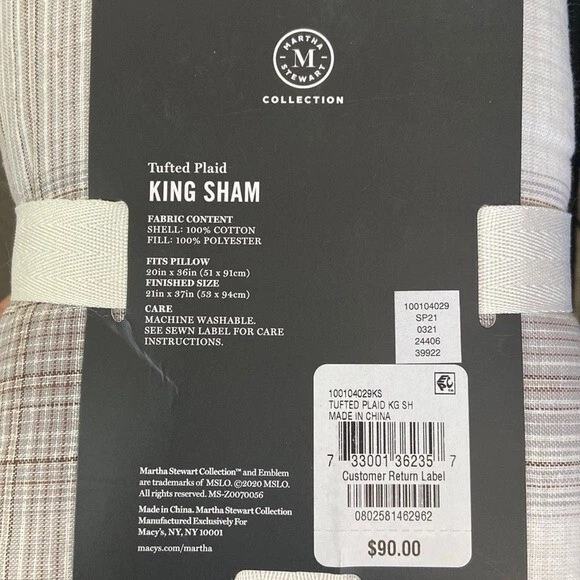 MARTHA
M
STEWART
COLLECTION
Tufted Plaid
KING SHAM
FABRIC CONTENT
SHELL: 100% COTTON
FILL: 100% POLYESTER
FITS PILLOW
20in x 36in (51 x 91cm)
FINISHED SIZE
21in x 37in (53 x 94cm)
CARE
MACHINE WASHABLE.
SEE SEWN LABEL FOR CARE
INSTRUCTIONS.
100104029
SP21
0321
24406
39922
100104029KS
TUFTED PLAID KG SH
MADE IN CHINA
7 33001 36235 7
Customer Return Label
0802581462962
$90.00
Martha Stewart Collection™ and Emblem
are trademarks of MSLO. ©2020 MSLO.
All rights reserved. MS-Z0070056
Made in China. Martha Stewart Collection
Manufactured Exclusively For
Macy's, NY, NY 10001
macys.com/martha